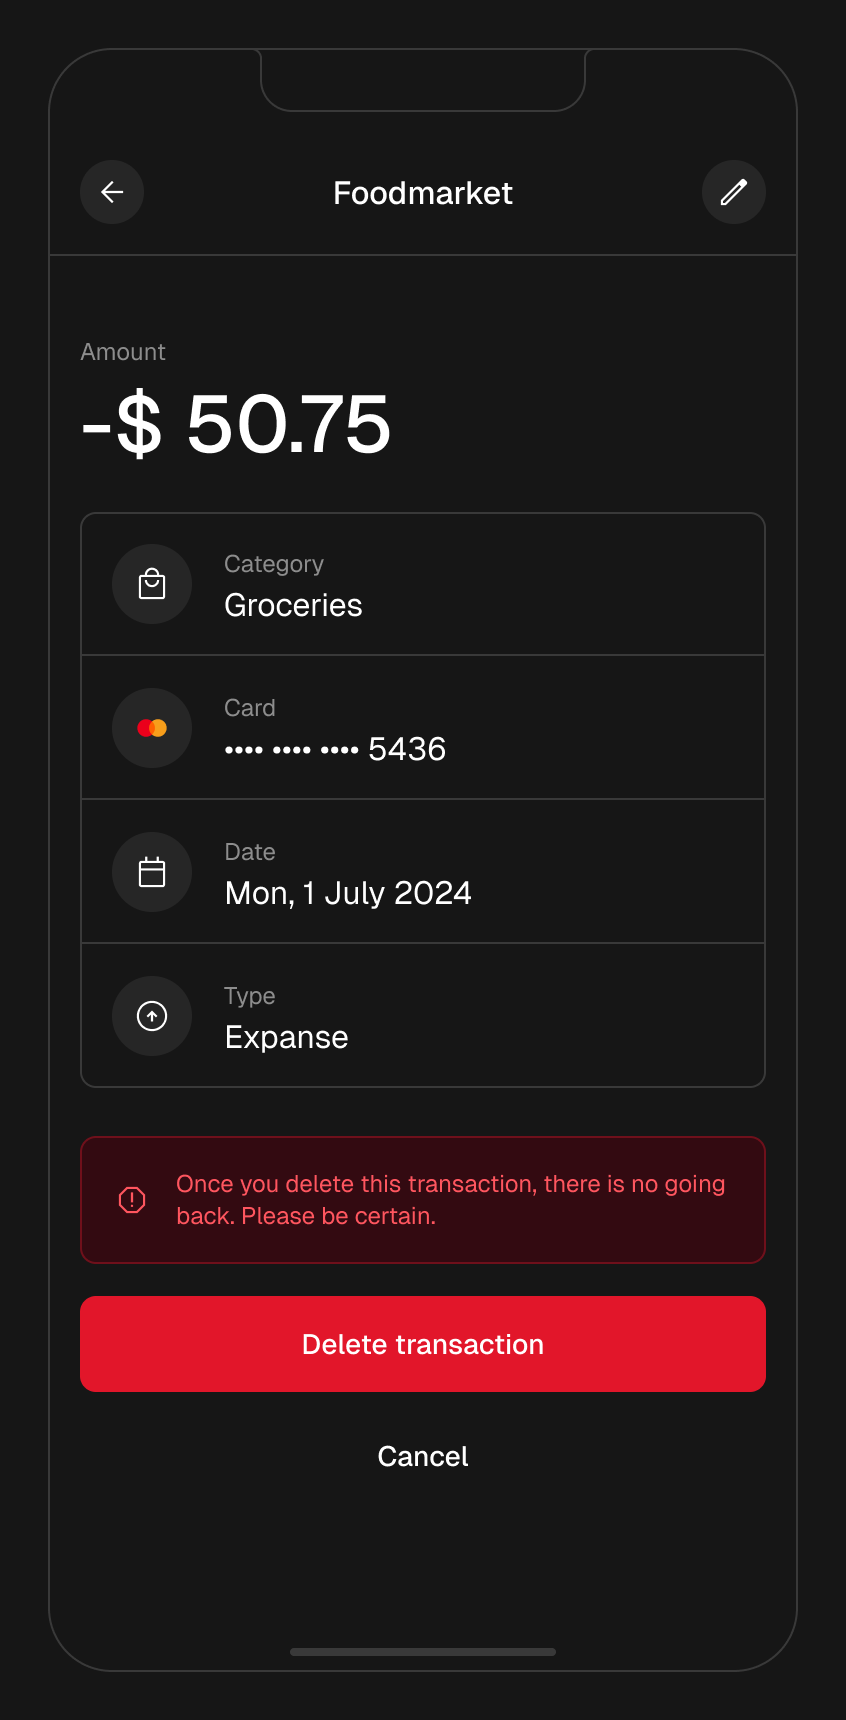 Foodmarket
Amount
-$ 50.75
Category
Groceries
Card
•••• •••• •••• 5436
Date
Mon, 1 July 2024
Type
Expanse
Once you delete this transaction, there is no going
back. Please be certain.
Delete transaction
Cancel